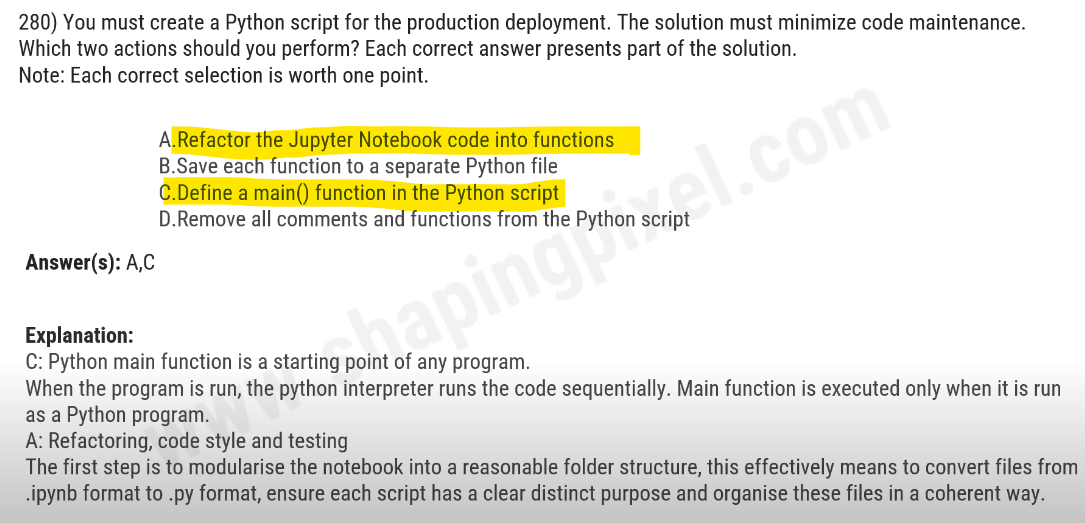 280) You must create a Python script for the production deployment. The solution must minimize code maintenance.
Which two actions should you perform? Each correct answer presents part of the solution.
Note: Each correct selection is worth one point.
A.Refactor the Jupyter Notebook code into functions
B.Save each function to a separate Python file
C.Define a main() function in the Python script
D.Remove all comments and functions from the Python script
Answer(s): A,C
www.shapingpixel.com
Explanation:
C: Python main function is a starting point of any program.
When the program is run, the python interpreter runs the code sequentially. Main function is executed only when it is run
as a Python program.
A: Refactoring, code style and testing
The first step is to modularise the notebook into a reasonable folder structure, this effectively means to convert files from
.ipynb format to .py format, ensure each script has a clear distinct purpose and organise these files in a coherent way.